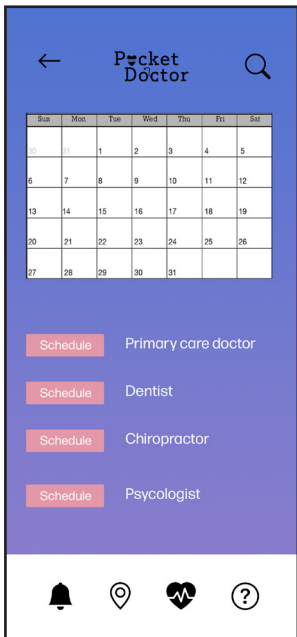 Pocket
Doctor
Sun Mon Tue Wed Thu Fri Sat
30 31 1 2 3 4 5
6 7 8 9 10 11 12
13 14 15 16 17 18 19
20 21 22 23 24 25 26
27 28 29 30 31
Schedule Primary care doctor
Schedule Dentist
Schedule Chiropractor
Schedule Psycologist
?